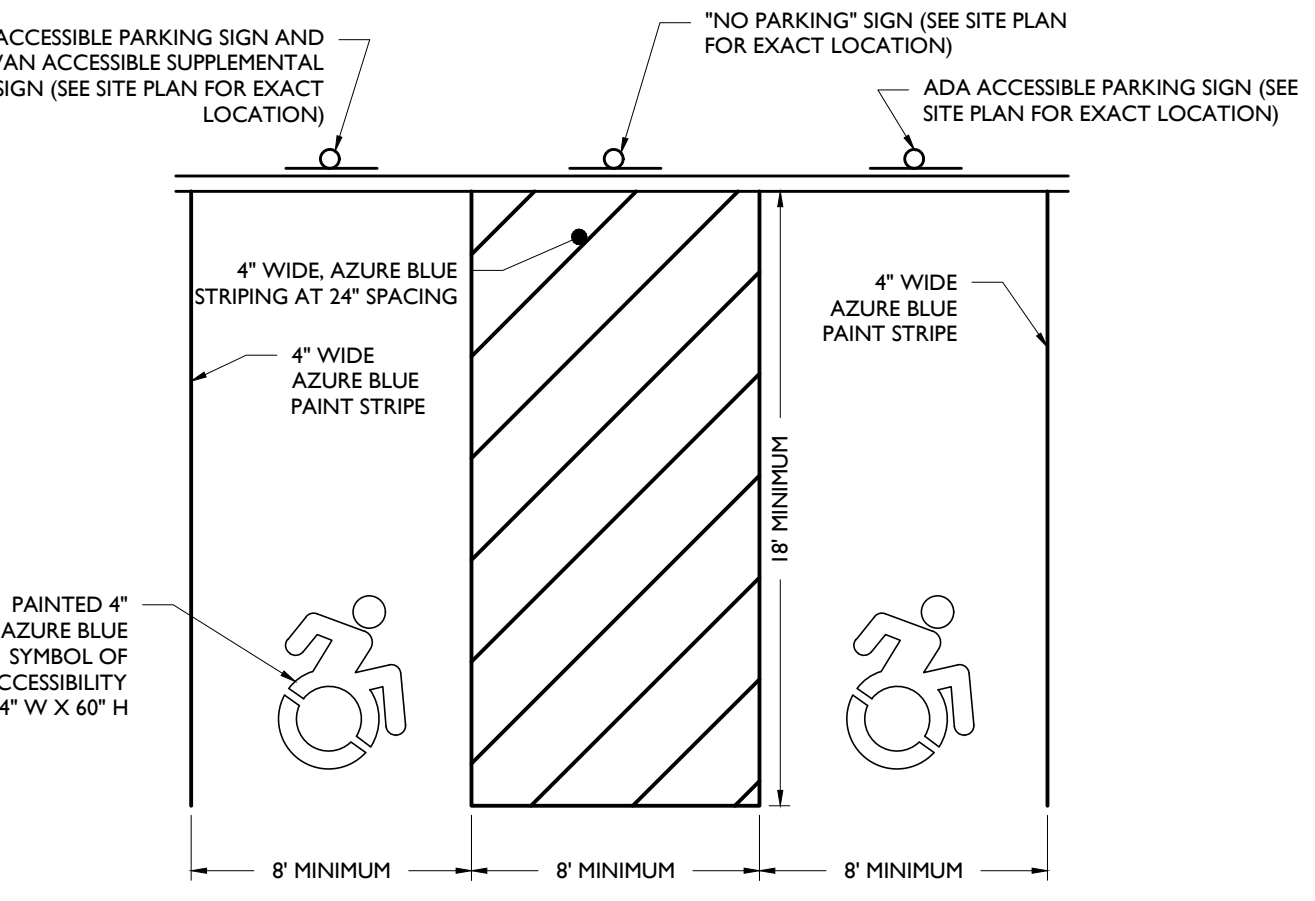 ACCESSIBLE PARKING SIGN AND
VAN ACCESSIBLE SUPPLEMENTAL
SIGN (SEE SITE PLAN FOR EXACT
LOCATION)
"NO PARKING" SIGN (SEE SITE PLAN
FOR EXACT LOCATION)
ADA ACCESSIBLE PARKING SIGN (SEE
SITE PLAN FOR EXACT LOCATION)
4" WIDE, AZURE BLUE
STRIPING AT 24" SPACING
4" WIDE
AZURE BLUE
PAINT STRIPE
4" WIDE
AZURE BLUE
PAINT STRIPE
18' MINIMUM
PAINTED 4"
AZURE BLUE
SYMBOL OF
CCESSIBILITY
4" W X 60" H
8' MINIMUM
8' MINIMUM
8' MINIMUM